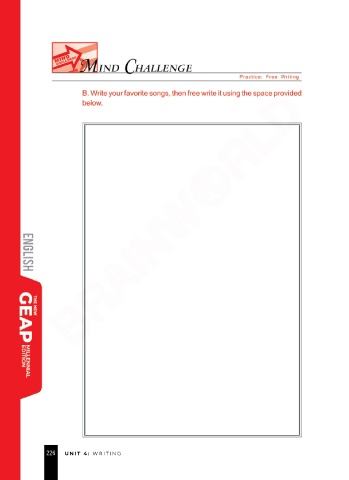 MIND CHALLENGE
Practice: Free Writing
B. Write your favorite songs, then free write it using the space provided
below.
BRAINWORLD
ENGLISH
THE NEW
GEAP
MILLENNIAL
EDITION
226 UNIT 4: WRITING